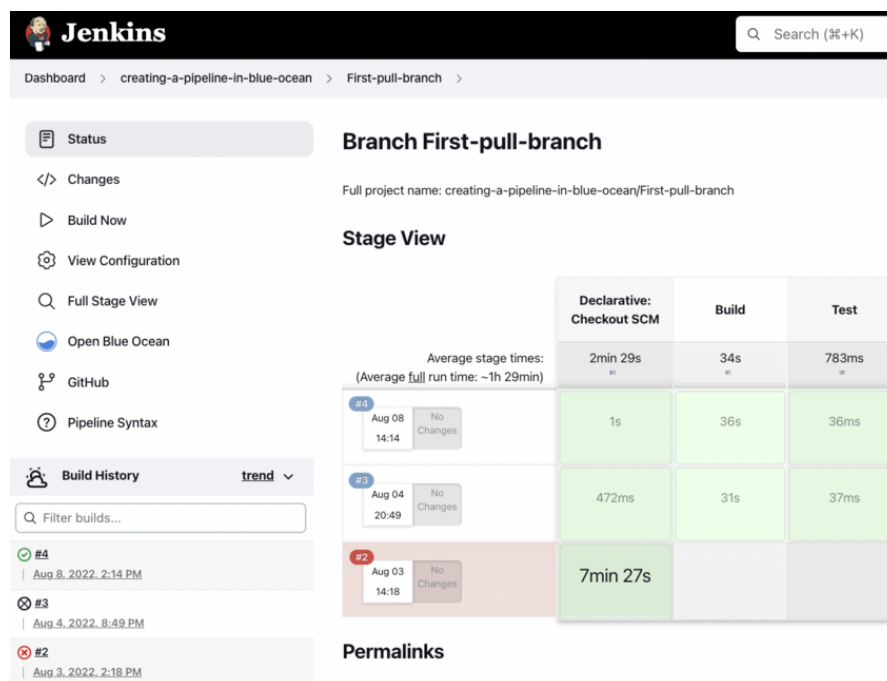 Jenkins
Search (⌘+K)
Dashboard > creating-a-pipeline-in-blue-ocean > First-pull-branch >
Status
Changes
Build Now
View Configuration
Full Stage View
Open Blue Ocean
GitHub
Pipeline Syntax
Build History trend
Filter builds...
#4
Aug 8, 2022, 2:14 PM
#3
Aug 4, 2022, 8:49 PM
#2
Aug 3, 2022, 2:18 PM
Branch First-pull-branch
Full project name: creating-a-pipeline-in-blue-ocean/First-pull-branch
Stage View
Declarative: Build Test
Checkout SCM
Average stage times: 2min 29s 34s 783ms
(Average full run time: ~1h 29min)
#4
Aug 08 No
14:14 Changes
1s 36s 36ms
#3
Aug 04 No
20:49 Changes
472ms 31s 37ms
#2
Aug 03 No
14:18 Changes
7min 27s
Permalinks